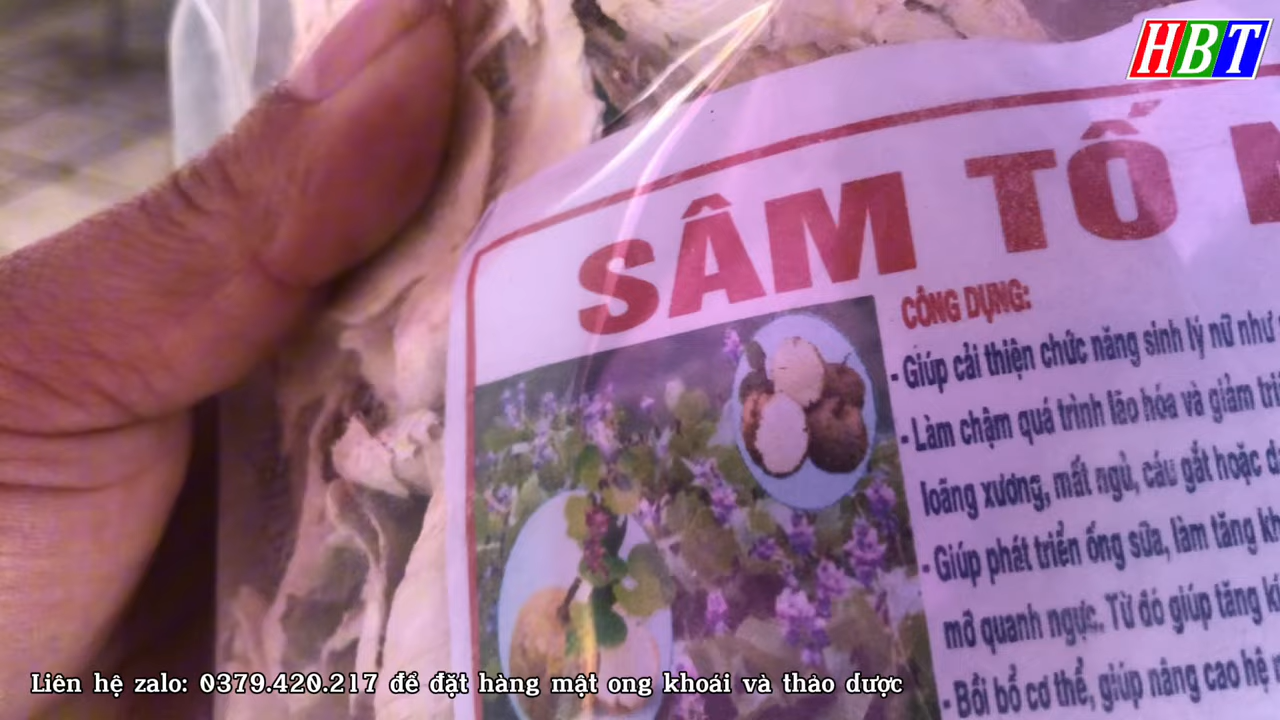 HBT
SÂM TỐ
CÔNG DỤNG:
- Giúp cải thiện chức năng sinh lý nữ như
- Làm chậm quá trình lão hóa và giảm
loãng xương, mất ngủ, cáu gắt hoặc
- Giúp phát triển ống sữa, làm tăng
mỡ quanh ngực. Từ đó giúp tăng
- Bồi bổ cơ thể, giúp nâng cao hệ
Liên hệ zalo: 0379.420.217 để đặt hàng mật ong khoái và thảo dược